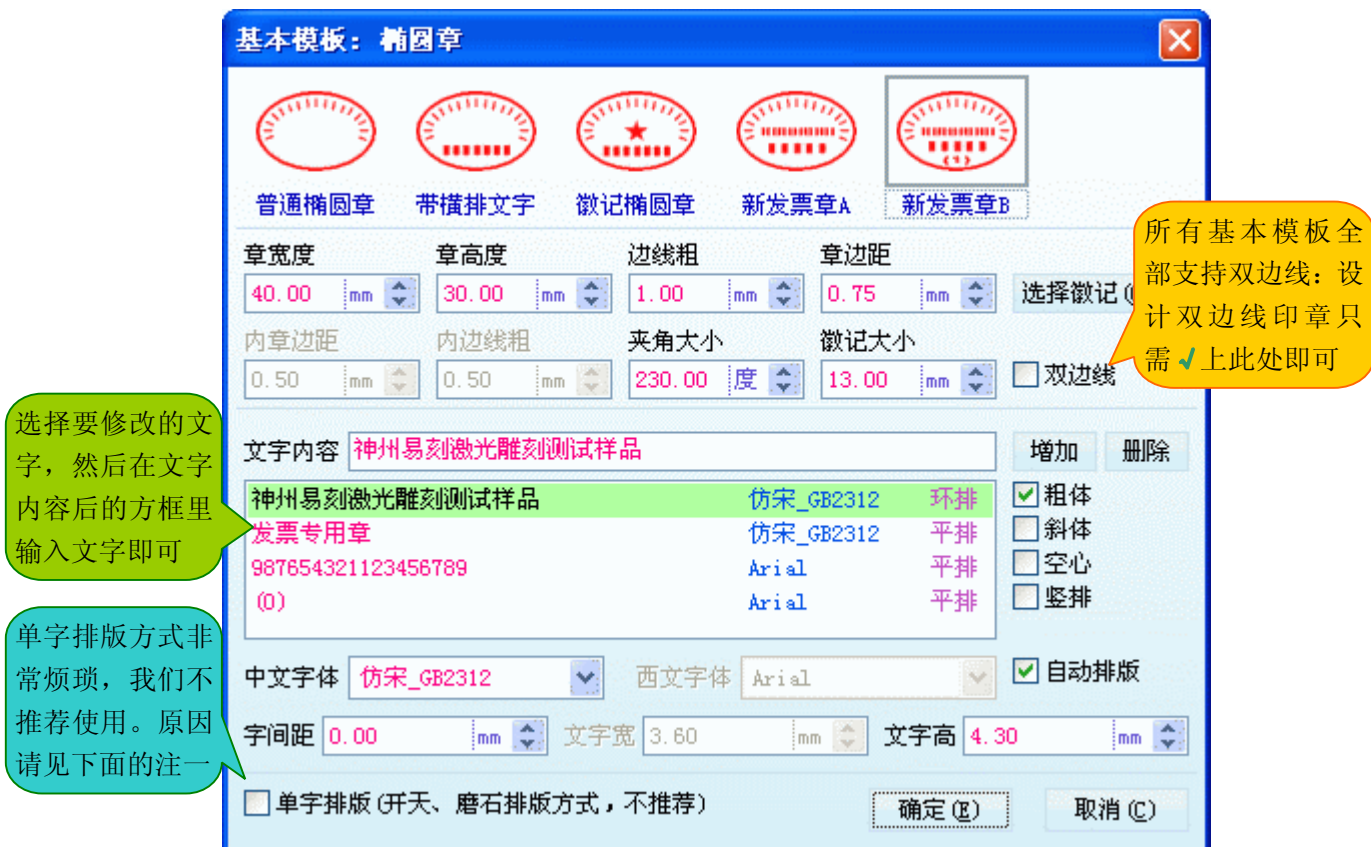 基本模板: 椭圆章
普通椭圆章 带横排文字 徽记椭圆章 新发票章A 新发票章B
章宽度 章高度 边线粗 章边距
40.00 mm 30.00 mm 1.00 mm 0.75 mm 选择徽记(
内章边距 内边线粗 夹角大小 徽记大小
0.50 mm 0.50 mm 230.00 度 13.00 mm 双边线
所有基本模板全
部支持双边线：设
计双边线印章只
需√上此处即可
文字内容 神州易刻激光雕刻测试样品 增加 删除
神州易刻激光雕刻测试样品 仿宋_GB2312 环排 粗体
发票专用章 仿宋_GB2312 平排 斜体
987654321123456789 Arial 平排 空心
(0) Arial 平排 竖排
选择要修改的文
字，然后在文字
内容后的方框里
输入文字即可
中文字体 仿宋_GB2312 西文字体 Arial 自动排版
字间距 0.00 mm 文字宽 3.60 mm 文字高 4.30 mm
单字排版方式非
常烦琐，我们不
推荐使用。原因
请见下面的注一
单字排版(开天、磨石排版方式,不推荐) 确定(E) 取消(C)